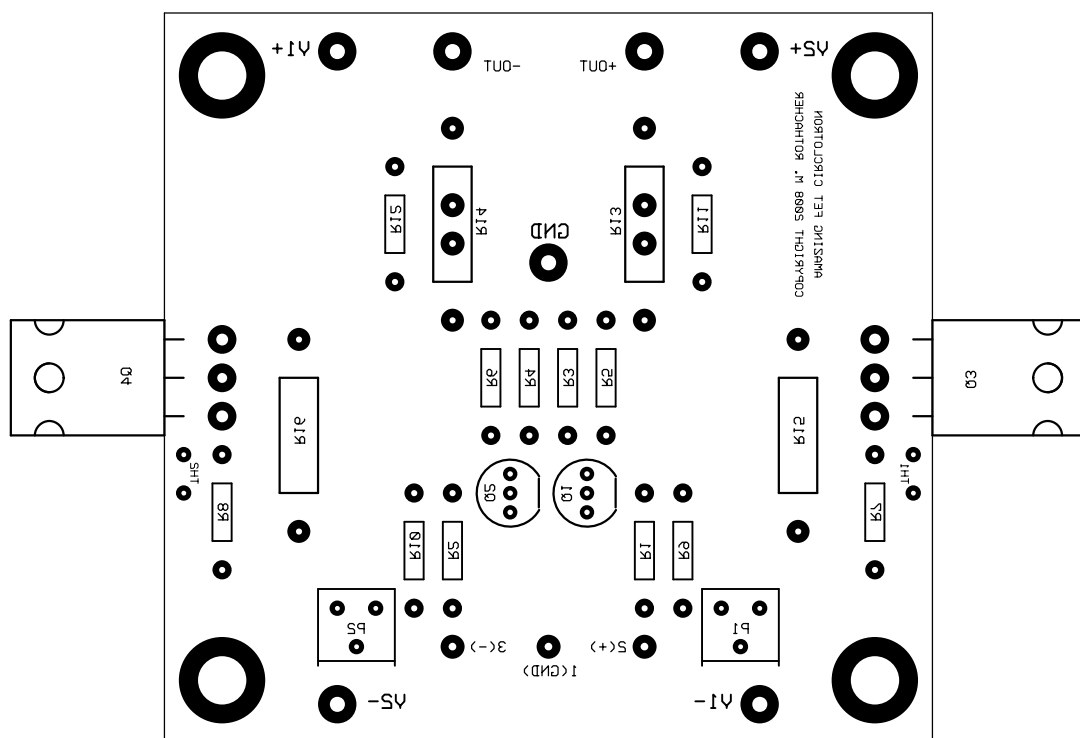 V1+
-OUT
+OUT
V2+
COPYRIGHT 2008 M. ROTHACHER
AMAZING FET CIRCLOTRON
R12
R14
GND
R13
R11
Q4
R6
R4
R3
R5
Q3
R16
R15
TH2
TH1
R8
Q2
Q1
R7
R10
R2
R1
R9
P2
P1
3(-)
2(+)
1(GND)
V2-
V1-